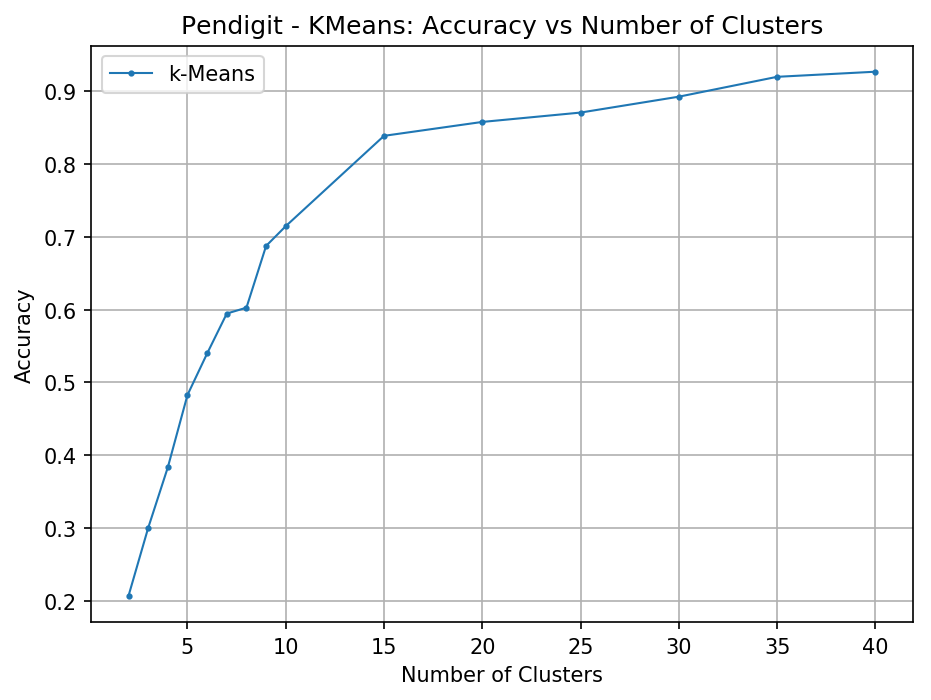 Pendigit - KMeans: Accuracy vs Number of Clusters
k-Means
Accuracy
0.9
0.8
0.7
0.6
0.5
0.4
0.3
0.2
5 10 15 20 25 30 35 40
Number of Clusters